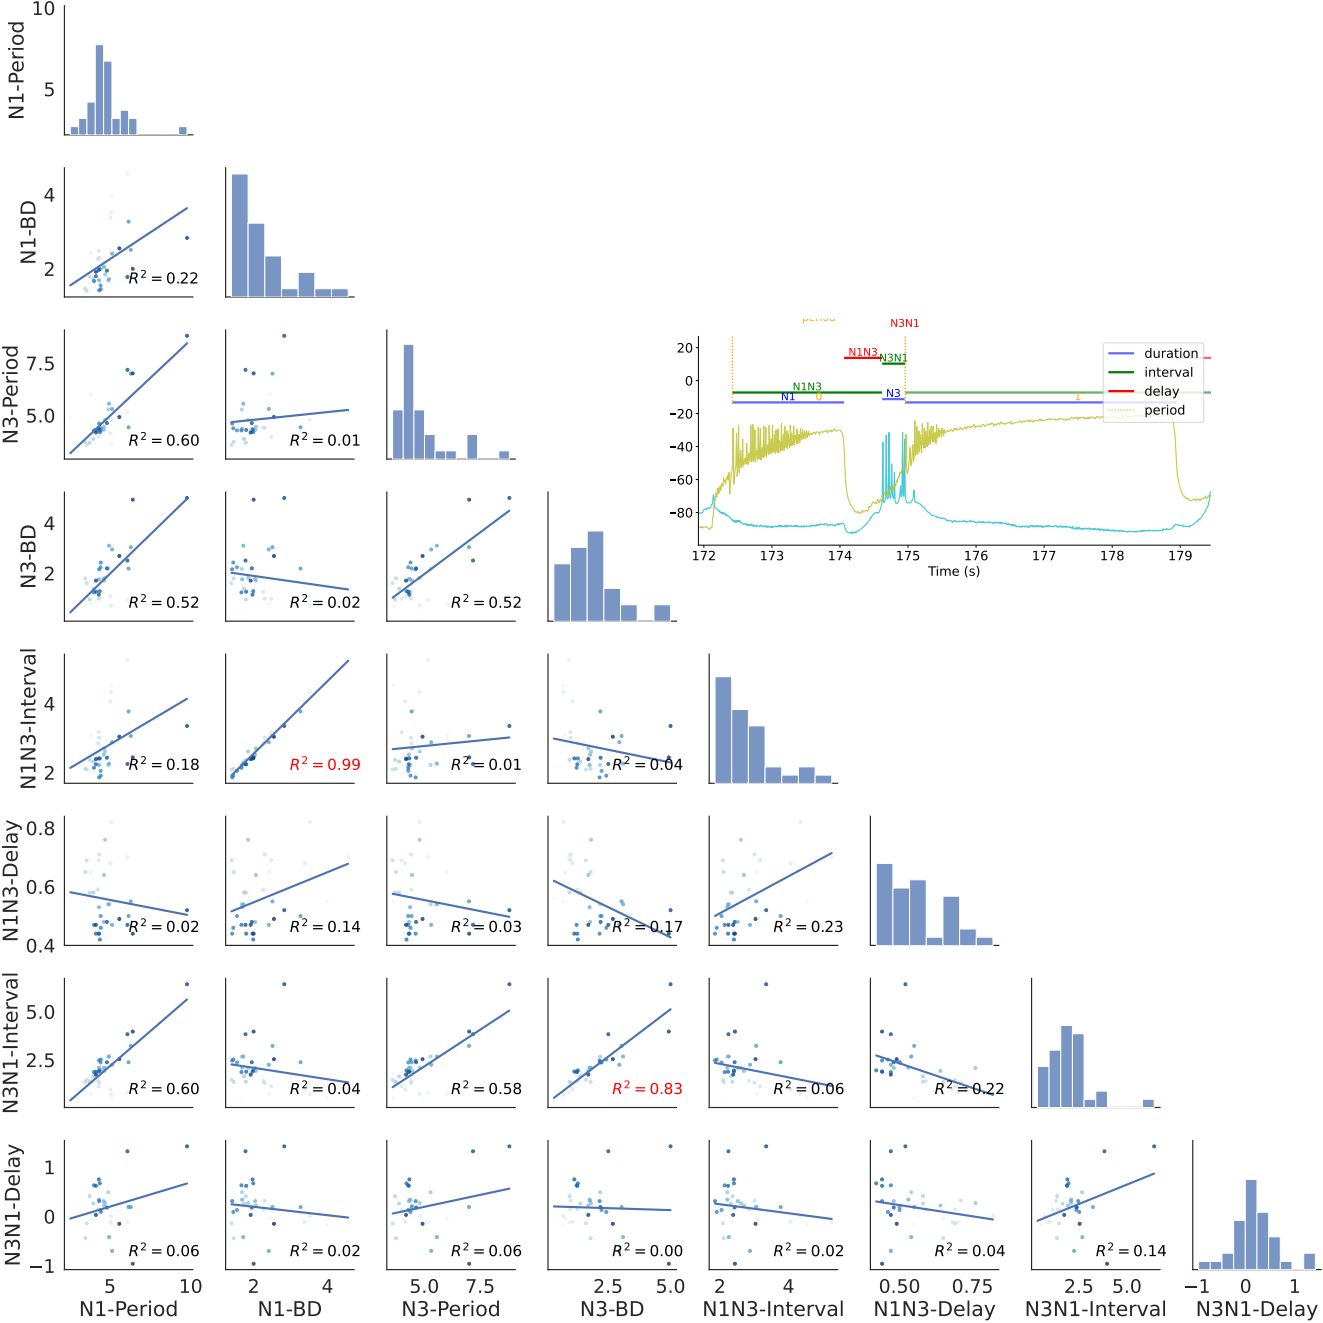 10
5
N1-Period
4
2
N1-BD
R² = 0.22
period
N3N1
20
0
−20
−40
−60
−80
N1N3
N3N1
N1N3
N1
0
N3
1
duration
interval
delay
period
172
173
174
175
176
177
178
179
Time (s)
7.5
5.0
N3-Period
R² = 0.60
R² = 0.01
4
2
N3-BD
R² = 0.52
R² = 0.02
R² = 0.52
4
2
N1N3-Interval
R² = 0.18
R² = 0.99
R² = 0.01
R² = 0.04
0.8
0.6
0.4
N1N3-Delay
R² = 0.02
R² = 0.14
R² = 0.03
R² = 0.17
R² = 0.23
5.0
2.5
N3N1-Interval
R² = 0.60
R² = 0.04
R² = 0.58
R² = 0.83
R² = 0.06
R² = 0.22
1
0
−1
N3N1-Delay
R² = 0.06
R² = 0.02
R² = 0.06
R² = 0.00
R² = 0.02
R² = 0.04
R² = 0.14
5 10
2 4
5.0 7.5
2.5 5.0
2 4
0.50 0.75
2.5 5.0
−1 0 1
N1-Period
N1-BD
N3-Period
N3-BD
N1N3-Interval
N1N3-Delay
N3N1-Interval
N3N1-Delay